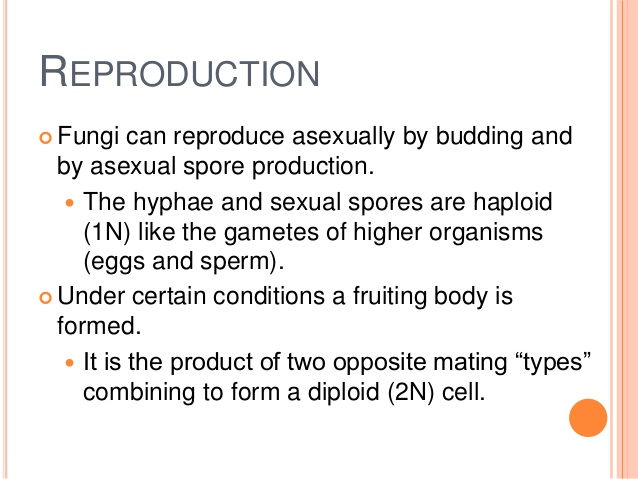 REPRODUCTION
Fungi can reproduce asexually by budding and
by asexual spore production.
The hyphae and sexual spores are haploid
(1N) like the gametes of higher organisms
(eggs and sperm).
Under certain conditions a fruiting body is
formed.
It is the product of two opposite mating “types”
combining to form a diploid (2N) cell.